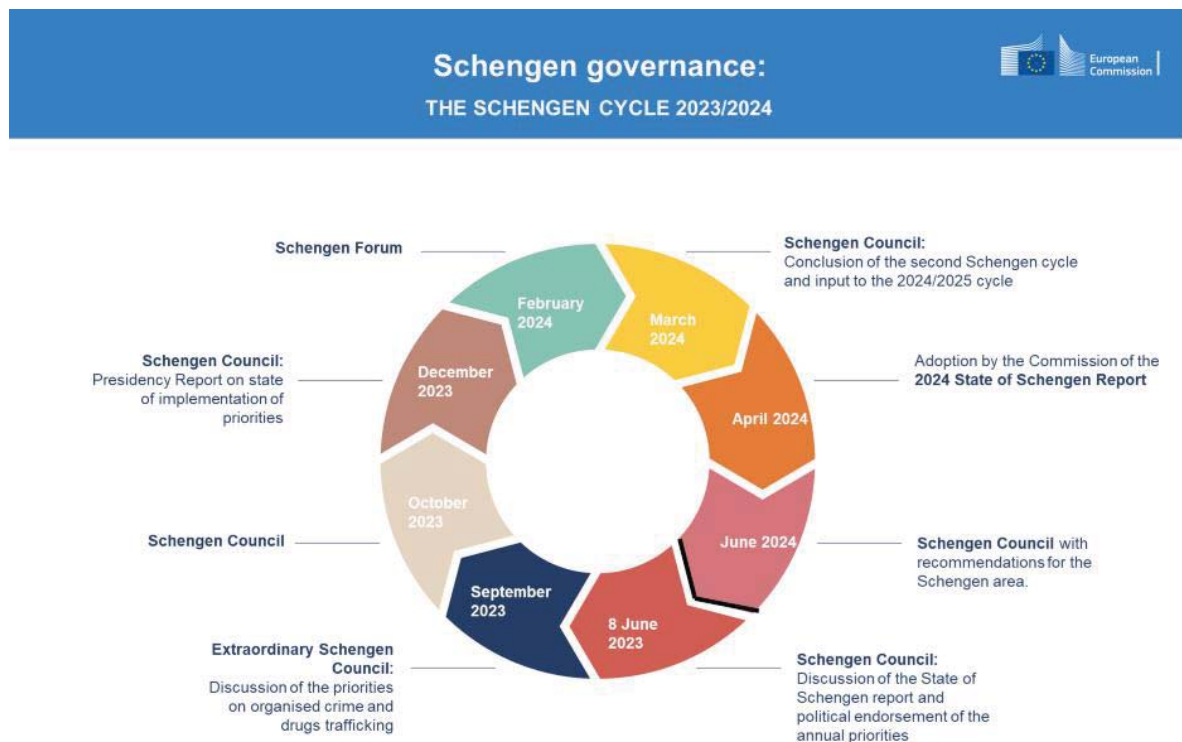 Schengen governance:
THE SCHENGEN CYCLE 2023/2024
European
Commission
Schengen Forum
Schengen Council:
Conclusion of the second Schengen cycle
and input to the 2024/2025 cycle
February
2024
March
2024
Schengen Council:
Presidency Report on state
of implementation of
priorities
December
2023
Adoption by the Commission of the
2024 State of Schengen Report
April 2024
October
2023
Schengen Council
June 2024
Schengen Council with
recommendations for the
Schengen area.
September
2023
8 June
2023
Extraordinary Schengen
Council:
Discussion of the priorities
on organised crime and
drugs trafficking
Schengen Council:
Discussion of the State of
Schengen report and
political endorsement of the
annual priorities